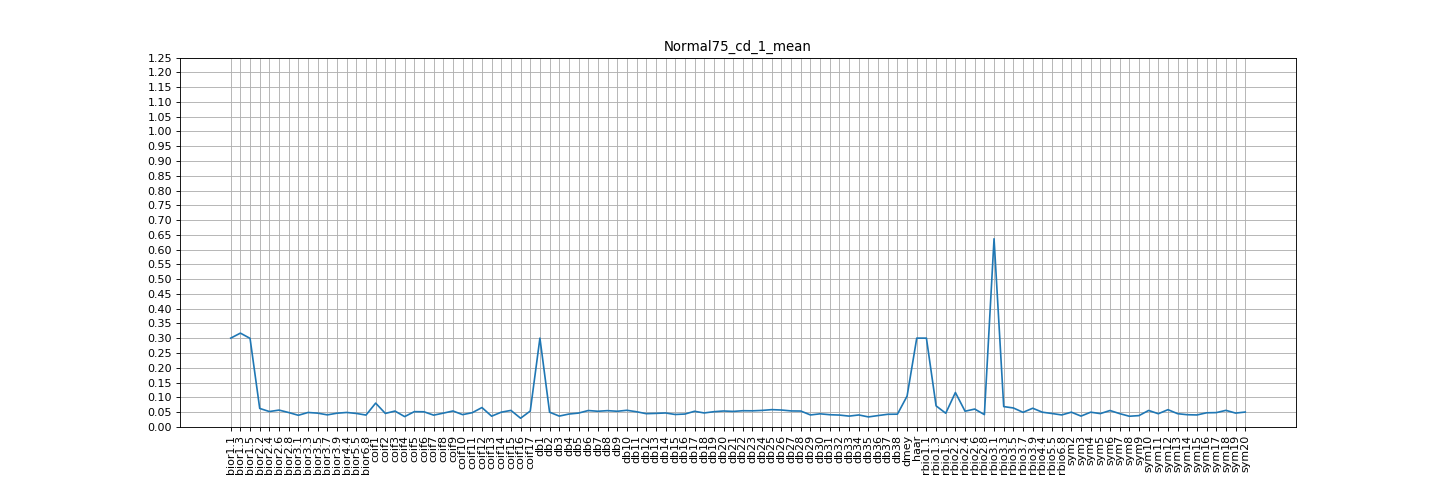 Normal75_cd_1_mean
1.25
1.20
1.15
1.10
1.05
1.00
0.95
0.90
0.85
0.80
0.75
0.70
0.65
0.60
0.55
0.50
0.45
0.40
0.35
0.30
0.25
0.20
0.15
0.10
0.05
0.00
bior1.1
bior1.3
bior1.5
bior2.2
bior2.4
bior2.6
bior2.8
bior3.1
bior3.3
bior3.5
bior3.7
bior3.9
bior4.4
bior5.5
bior6.8
coif1
coif2
coif3
coif4
coif5
coif6
coif7
coif8
coif9
coif10
coif11
coif12
coif13
coif14
coif15
coif16
coif17
db1
db2
db3
db4
db5
db6
db7
db8
db9
db10
db11
db12
db13
db14
db15
db16
db17
db18
db19
db20
db21
db22
db23
db24
db25
db26
db27
db28
db29
db30
db31
db32
db33
db34
db35
db36
db37
db38
dmey
haar
rbio1.1
rbio1.3
rbio1.5
rbio2.2
rbio2.4
rbio2.6
rbio2.8
rbio3.1
rbio3.3
rbio3.5
rbio3.7
rbio3.9
rbio4.4
rbio5.5
rbio6.8
sym2
sym3
sym4
sym5
sym6
sym7
sym8
sym9
sym10
sym11
sym12
sym13
sym14
sym15
sym16
sym17
sym18
sym19
sym20